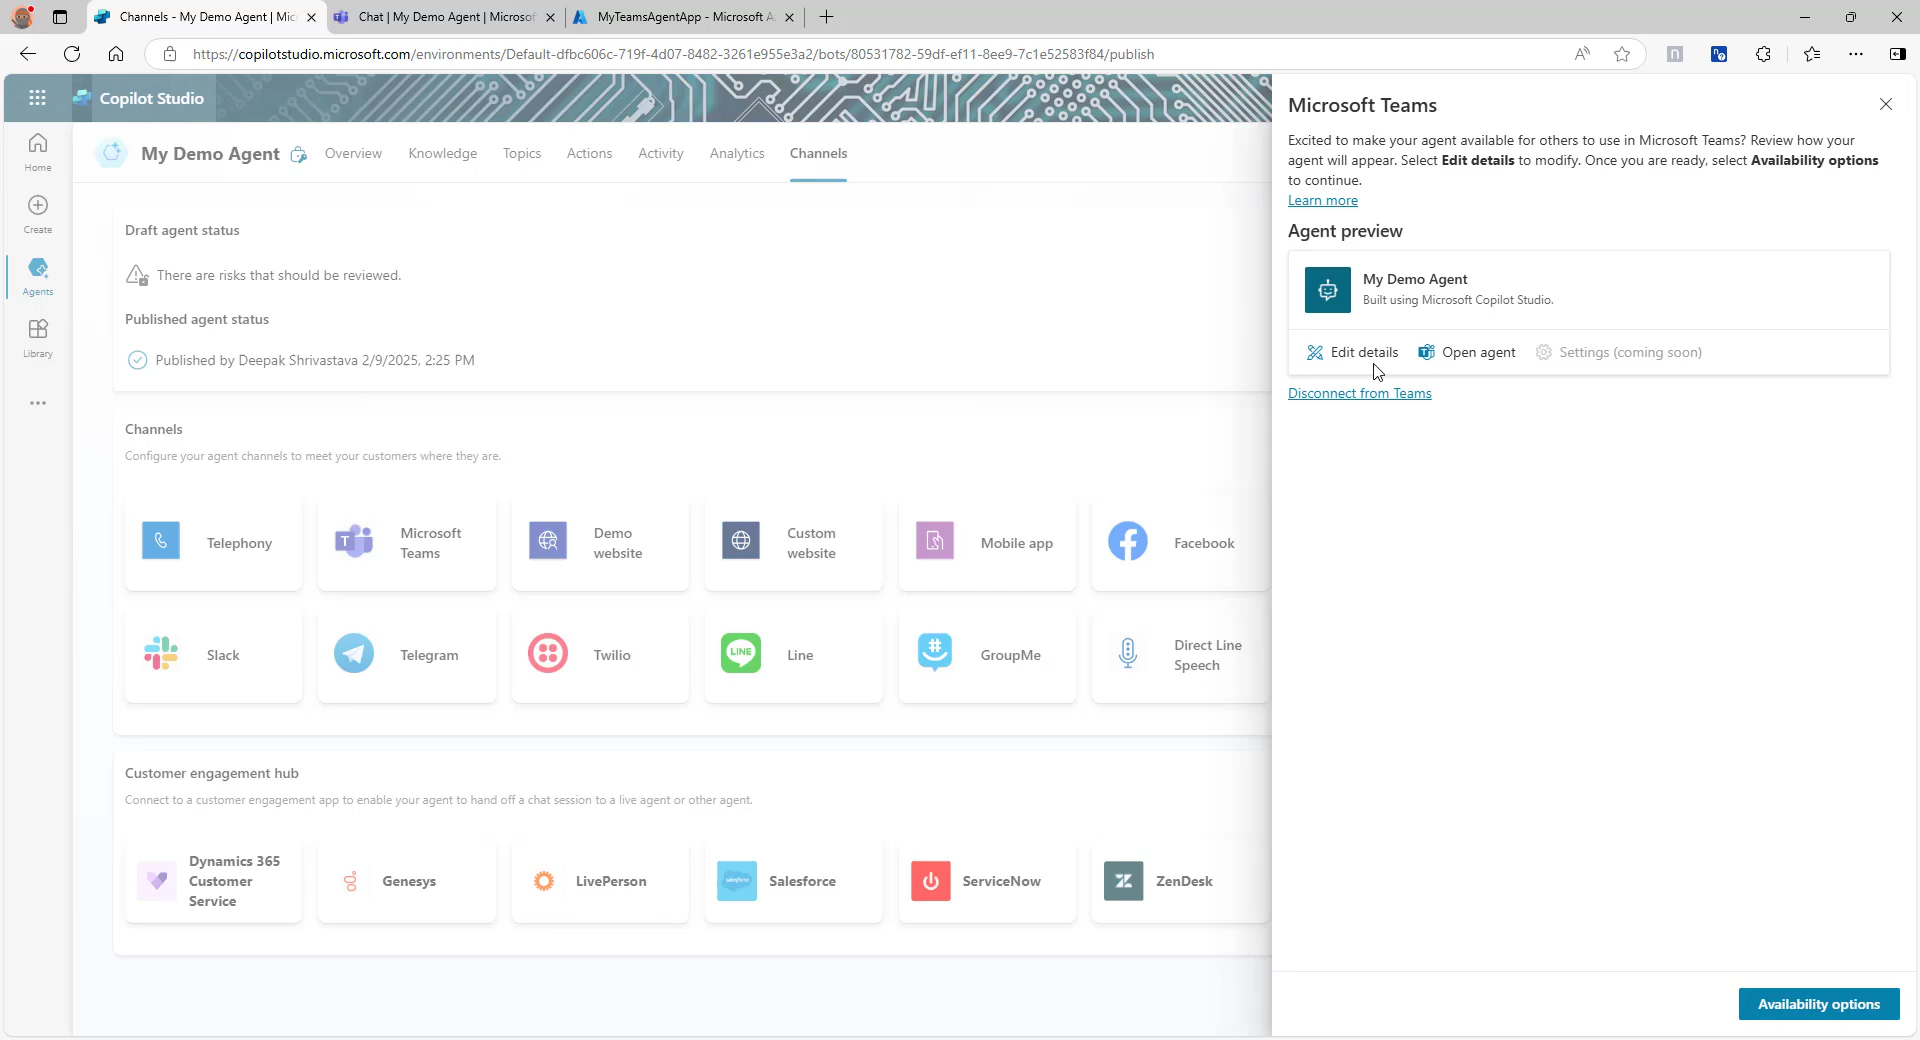 Channels - My Demo Agent | Mic
Chat | My Demo Agent | Microsof
MyTeamsAgentApp - Microsoft A
https://copilotstudio.microsoft.com/environments/Default-dfbc606c-719f-4d07-8482-3261e955e3a2/bots/80531782-59df-ef11-8ee9-7c1e52583f84/publish
Copilot Studio
Home
Create
Agents
Library
My Demo Agent
Overview
Knowledge
Topics
Actions
Activity
Analytics
Channels
Draft agent status
There are risks that should be reviewed.
Published agent status
Published by Deepak Shrivastava 2/9/2025, 2:25 PM
Channels
Configure your agent channels to meet your customers where they are.
Telephony
Microsoft
Teams
Demo
website
Custom
website
Mobile app
Facebook
Slack
Telegram
Twilio
LINE
Line
GroupMe
Direct Line
Speech
Customer engagement hub
Connect to a customer engagement app to enable your agent to hand off a chat session to a live agent or other agent.
Dynamics 365
Customer
Service
Genesys
LivePerson
salesforce
Salesforce
ServiceNow
ZenDesk
Microsoft Teams
Excited to make your agent available for others to use in Microsoft Teams? Review how your
agent will appear. Select Edit details to modify. Once you are ready, select Availability options
to continue.
Learn more
Agent preview
My Demo Agent
Built using Microsoft Copilot Studio.
Edit details
Open agent
Settings (coming soon)
Disconnect from Teams
Availability options